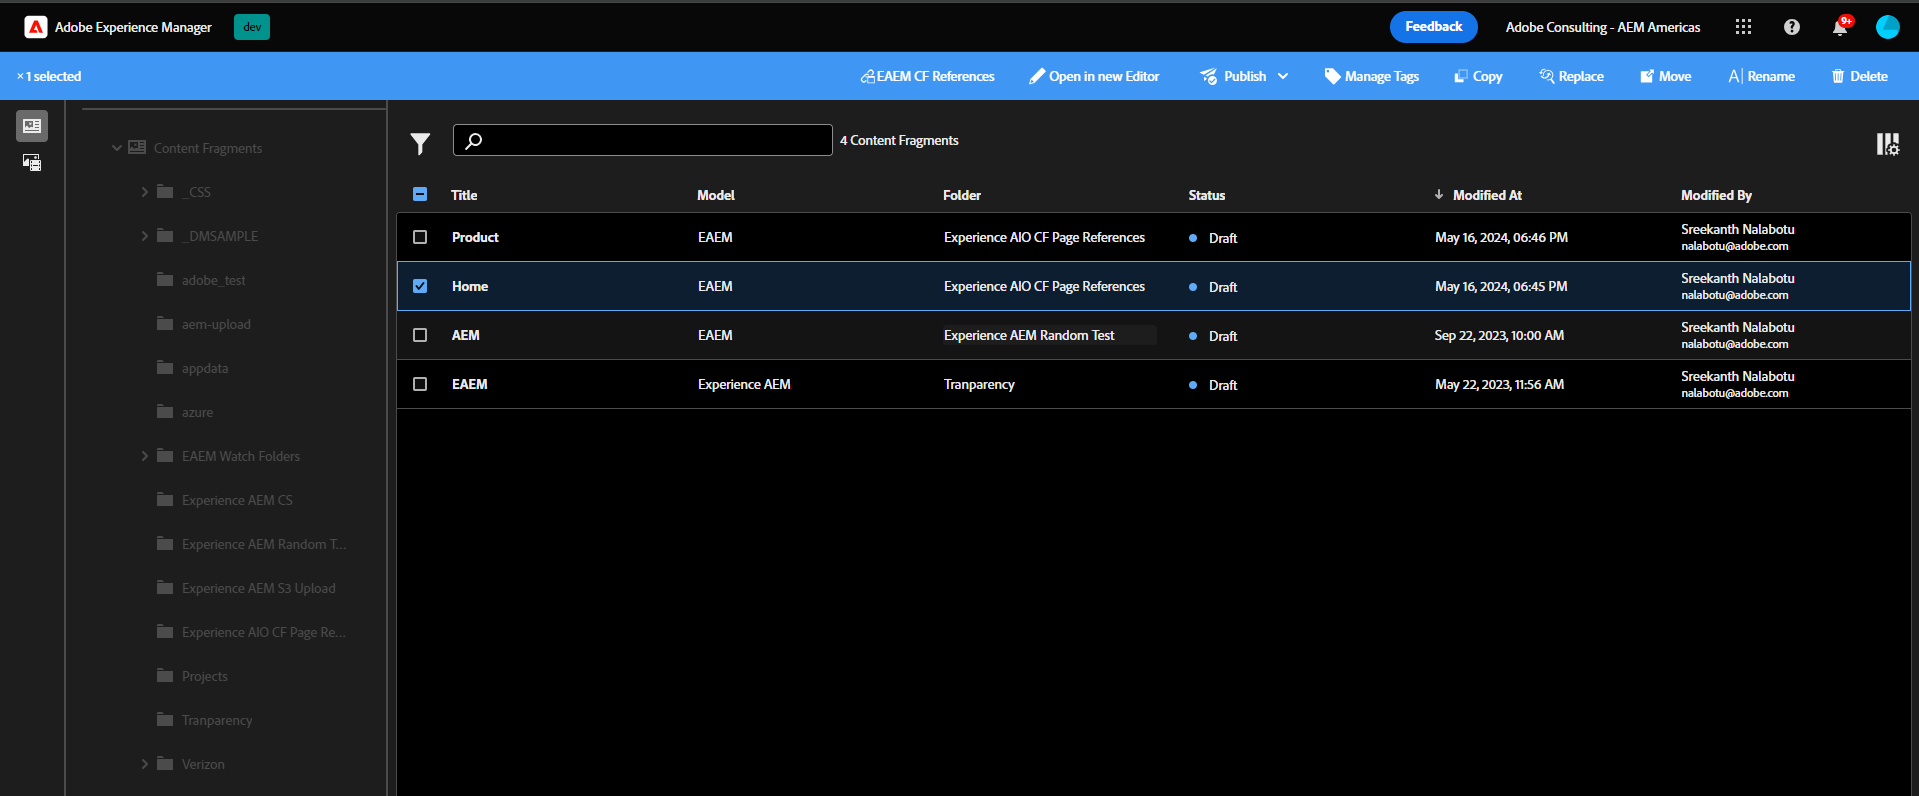 Adobe Experience Manager dev Feedback Adobe Consulting - AEM Americas 9+
× 1 selected EAEM CF References Open in new Editor Publish Manage Tags Copy Replace Move Rename Delete
Content Fragments
_CSS
_DMSAMPLE
adobe_test
aem-upload
appdata
azure
EAEM Watch Folders
Experience AEM CS
Experience AEM Random T...
Experience AEM S3 Upload
Experience AIO CF Page Re...
Projects
Tranparency
Verizon
4 Content Fragments
Title Model Folder Status Modified At Modified By
Product EAEM Experience AIO CF Page References Draft May 16, 2024, 06:46 PM Sreekanth Nalabotu
nalabotu@adobe.com
Home EAEM Experience AIO CF Page References Draft May 16, 2024, 06:45 PM Sreekanth Nalabotu
nalabotu@adobe.com
AEM EAEM Experience AEM Random Test Draft Sep 22, 2023, 10:00 AM Sreekanth Nalabotu
nalabotu@adobe.com
EAEM Experience AEM Tranparency Draft May 22, 2023, 11:56 AM Sreekanth Nalabotu
nalabotu@adobe.com